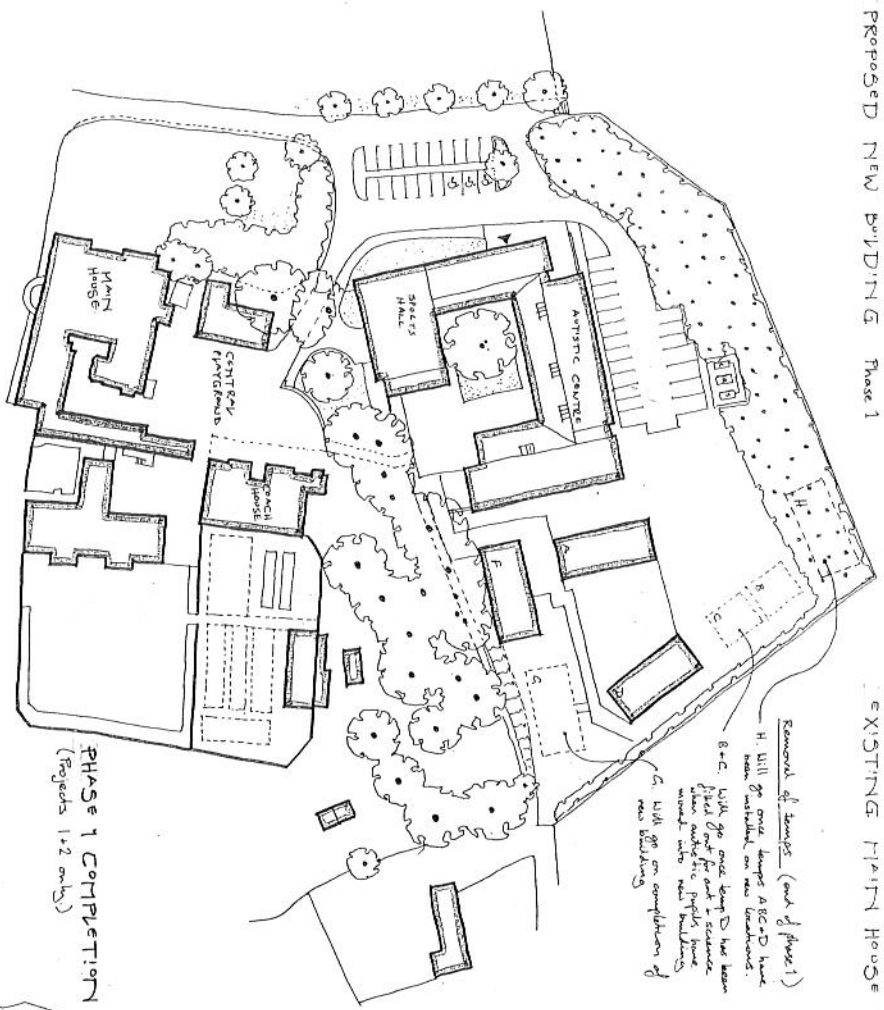 PROPOSED NEW BUILDING Phase 1
EXISTING MAIN HOUSE
Removal of temps (end of phase 1)
H. Will go once temps ABC+D have
been installed on new locations.
B+C. Will go once temp D has been
fitted out for art + science
when autistic pupils have
moved into new building
G. Will go on completion of
new building
H
B
C
A
D
F
G
AUTISTIC CENTRE
SPORTS
HALL
MAIN
HOUSE
CENTRAL
PLAYGROUND
COACH
HOUSE
PHASE 1 COMPLETION
(Projects 1+2 only.)